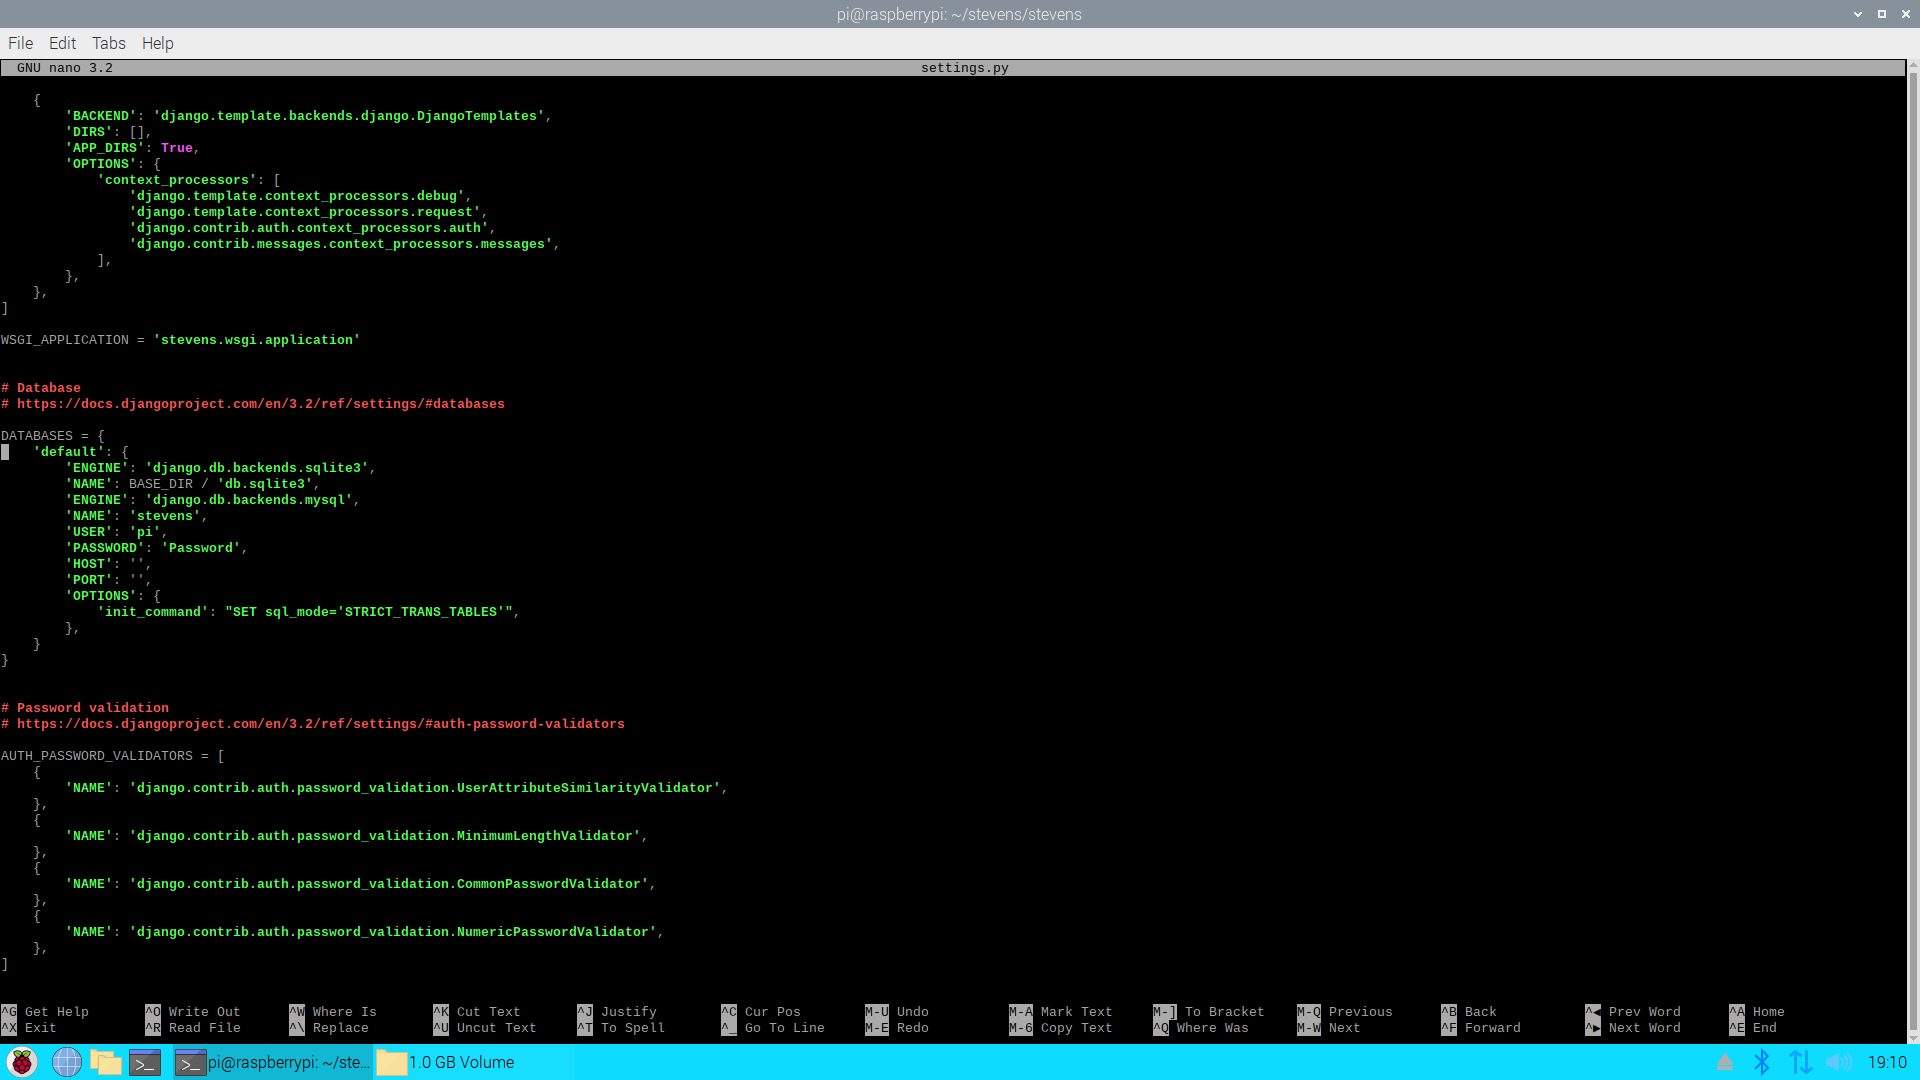 pi@raspberrypi: ~/stevens/stevens
File Edit Tabs Help
GNU nano 3.2 settings.py
    {
        'BACKEND': 'django.template.backends.django.DjangoTemplates',
        'DIRS': [],
        'APP_DIRS': True,
        'OPTIONS': {
            'context_processors': [
                'django.template.context_processors.debug',
                'django.template.context_processors.request',
                'django.contrib.auth.context_processors.auth',
                'django.contrib.messages.context_processors.messages',
            ],
        },
    },
]
WSGI_APPLICATION = 'stevens.wsgi.application'
# Database
# https://docs.djangoproject.com/en/3.2/ref/settings/#databases
DATABASES = {
    'default': {
        'ENGINE': 'django.db.backends.sqlite3',
        'NAME': BASE_DIR / 'db.sqlite3',
        'ENGINE': 'django.db.backends.mysql',
        'NAME': 'stevens',
        'USER': 'pi',
        'PASSWORD': 'Password',
        'HOST': '',
        'PORT': '',
        'OPTIONS': {
            'init_command': "SET sql_mode='STRICT_TRANS_TABLES'",
        },
    }
}
# Password validation
# https://docs.djangoproject.com/en/3.2/ref/settings/#auth-password-validators
AUTH_PASSWORD_VALIDATORS = [
    {
        'NAME': 'django.contrib.auth.password_validation.UserAttributeSimilarityValidator',
    },
    {
        'NAME': 'django.contrib.auth.password_validation.MinimumLengthValidator',
    },
    {
        'NAME': 'django.contrib.auth.password_validation.CommonPasswordValidator',
    },
    {
        'NAME': 'django.contrib.auth.password_validation.NumericPasswordValidator',
    },
]
^G Get Help ^O Write Out ^W Where Is ^K Cut Text ^J Justify ^C Cur Pos M-U Undo M-A Mark Text M-] To Bracket M-Q Previous ^B Back ^◀ Prev Word ^A Home
^X Exit ^R Read File ^\ Replace ^U Uncut Text ^T To Spell ^_ Go To Line M-E Redo M-6 Copy Text ^Q Where Was M-W Next ^F Forward ^▶ Next Word ^E End
pi@raspberrypi: ~/ste... 1.0 GB Volume 19:10